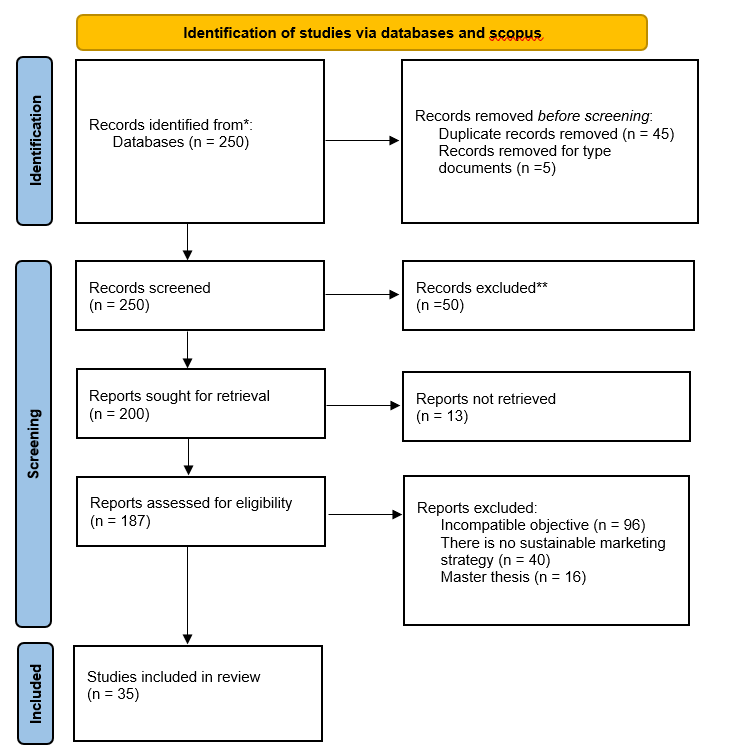 Identification of studies via databases and scopus
Identification
Records identified from*:
Databases (n = 250)
Records removed before screening:
Duplicate records removed (n = 45)
Records removed for type
documents (n =5)
Screening
Records screened
(n = 250)
Records excluded**
(n =50)
Reports sought for retrieval
(n = 200)
Reports not retrieved
(n = 13)
Reports assessed for eligibility
(n = 187)
Reports excluded:
Incompatible objective (n = 96)
There is no sustainable marketing
strategy (n = 40)
Master thesis (n = 16)
Included
Studies included in review
(n = 35)